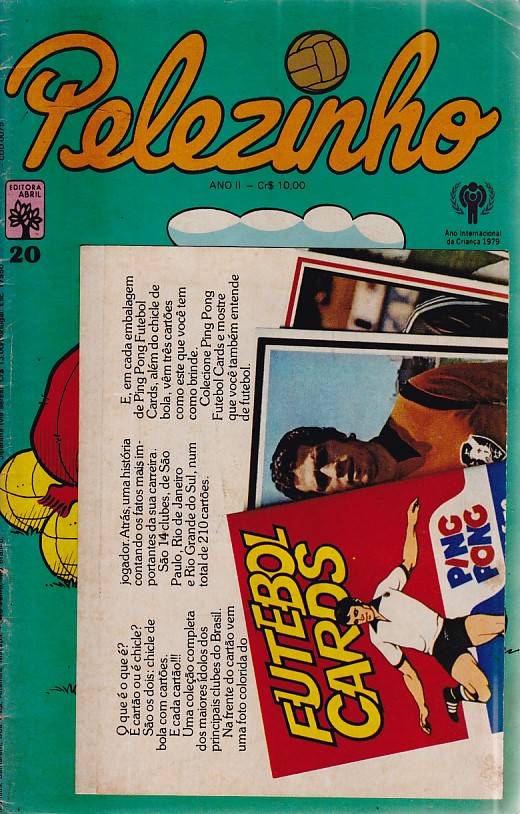 Pelezinho
ANO II – Cr$ 10,00
EDITORA
ABRIL
20
Ano Internacional
da Criança 1979
O que é o que é?
É cartão ou é chicle?
São os dois: chicle de
bola com cartões.
E cada cartão!!!
Uma coleção completa
dos maiores ídolos dos
principais clubes do Brasil.
Na frente do cartão vem
uma foto colorida do
jogador. Atrás, uma história
contando os fatos mais im-
portantes da sua carreira.
São 14 clubes, de São
Paulo, Rio de Janeiro
e Rio Grande do Sul, num
total de 210 cartões.
E, em cada embalagem
de Ping Pong Futebol
Cards, além do chicle de
bola, vêm três cartões
como este que você tem
como brinde.
Colecione Ping Pong
Futebol Cards e mostre
que você também entende
de futebol.
FUTEBOL
CARDS
PING
PONG